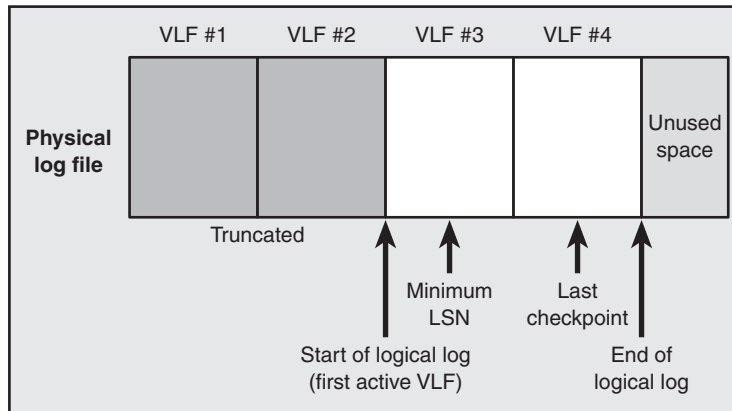 VLF #1 VLF #2 VLF #3 VLF #4
Physical
log file
Unused
space
Truncated
Minimum
LSN
Last
checkpoint
Start of logical log
(first active VLF)
End of
logical log